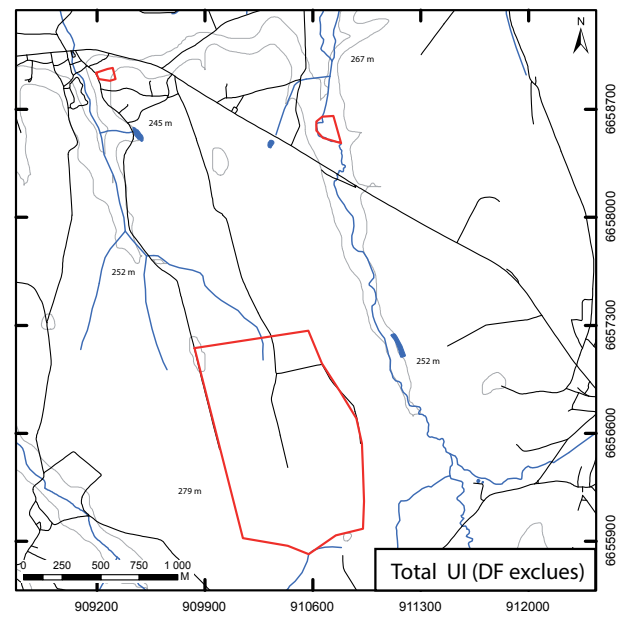 N
267 m
245 m
6658700
6658000
252 m
6657300
252 m
6656600
279 m
6655900
0 250 500 750 1 000
M
Total UI (DF exclues)
909200 909900 910600 911300 912000